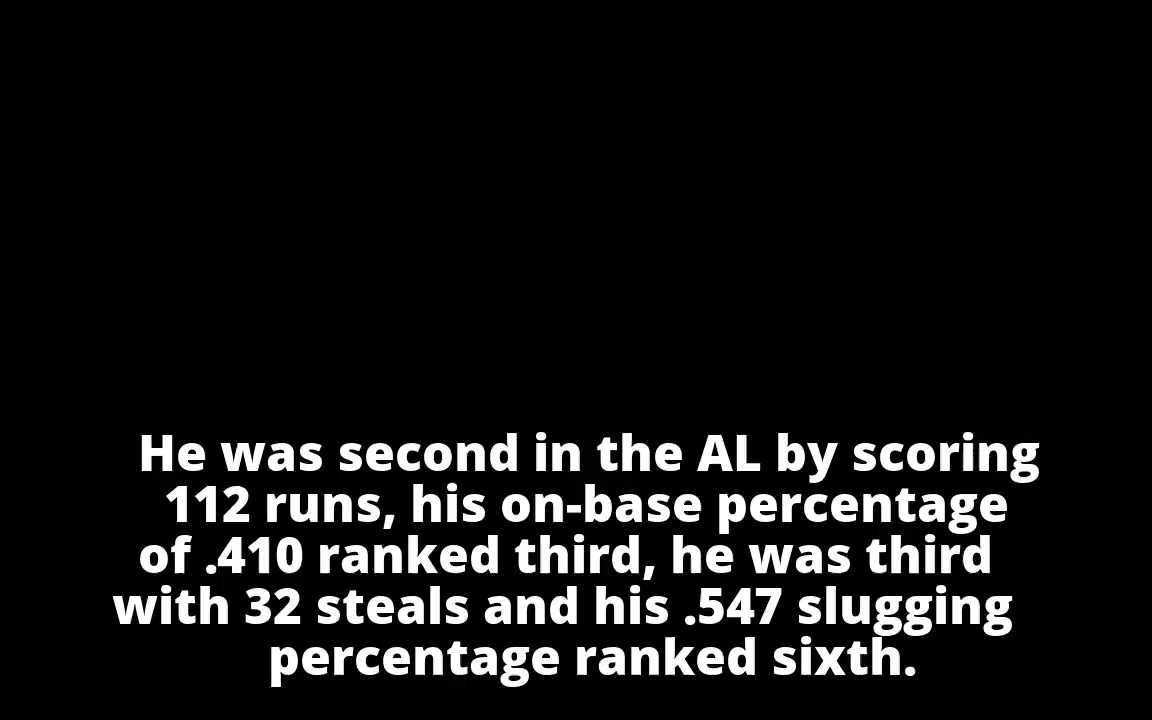 He was second in the AL by scoring
112 runs, his on-base percentage
of .410 ranked third, he was third
with 32 steals and his .547 slugging
percentage ranked sixth.